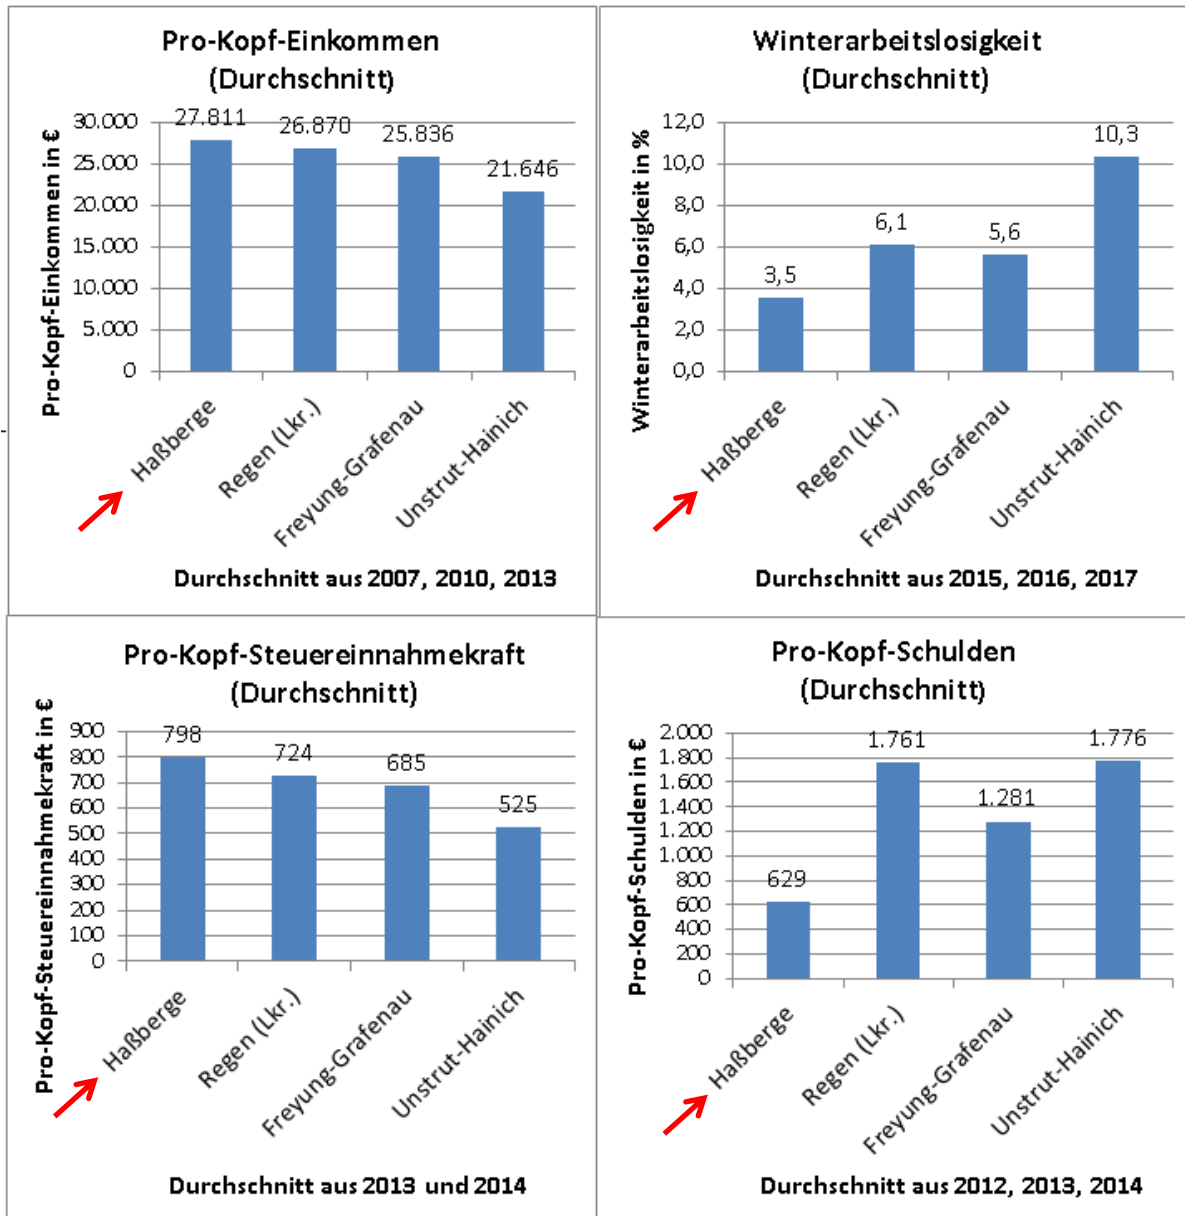 Pro-Kopf-Einkommen
(Durchschnitt)
Pro-Kopf-Einkommen in €
30.000
25.000
20.000
15.000
10.000
5.000
0
27.811
26.870
25.836
21.646
Haßberge
Regen (Lkr.)
Freyung-Grafenau
Unstrut-Hainich
Durchschnitt aus 2007, 2010, 2013
Winterarbeitslosigkeit
(Durchschnitt)
Winterarbeitslosigkeit in %
12,0
10,0
8,0
6,0
4,0
2,0
0,0
3,5
6,1
5,6
10,3
Haßberge
Regen (Lkr.)
Freyung-Grafenau
Unstrut-Hainich
Durchschnitt aus 2015, 2016, 2017
Pro-Kopf-Steuereinnahmekraft
(Durchschnitt)
Pro-Kopf-Steuereinnahmekraft in €
900
800
700
600
500
400
300
200
100
0
798
724
685
525
Haßberge
Regen (Lkr.)
Freyung-Grafenau
Unstrut-Hainich
Durchschnitt aus 2013 und 2014
Pro-Kopf-Schulden
(Durchschnitt)
Pro-Kopf-Schulden in €
2.000
1.800
1.600
1.400
1.200
1.000
800
600
400
200
0
629
1.761
1.281
1.776
Haßberge
Regen (Lkr.)
Freyung-Grafenau
Unstrut-Hainich
Durchschnitt aus 2012, 2013, 2014